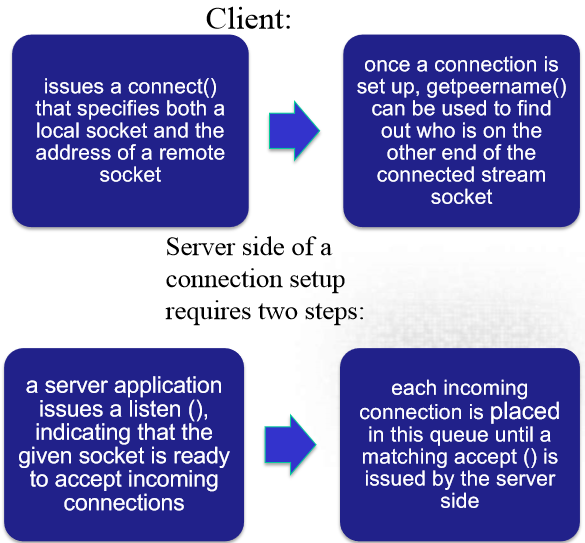 Client:
issues a connect()
that specifies both a
local socket and the
address of a remote
socket
once a connection is
set up, getpeername()
can be used to find
out who is on the
other end of the
connected stream
socket
Server side of a
connection setup
requires two steps:
a server application
issues a listen (),
indicating that the
given socket is ready
to accept incoming
connections
each incoming
connection is placed
in this queue until a
matching accept () is
issued by the server
side